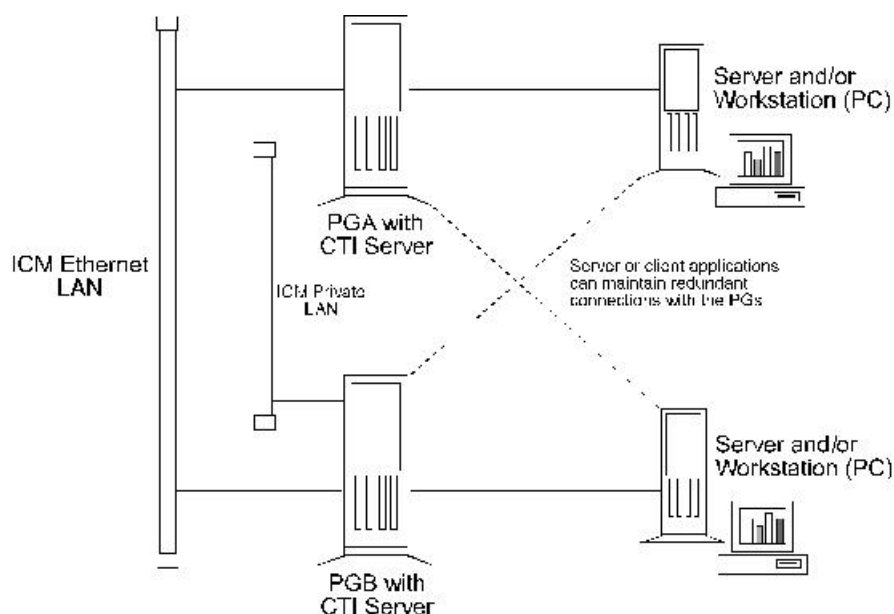 Server and/or
Workstation (PC)
PGA with
CTI Server
ICM Ethernet
LAN
ICM Private
LAN
Server or client applications
can maintain redundant
connections with the PGs
Server and/or
Workstation (PC)
PGB with
CTI Server